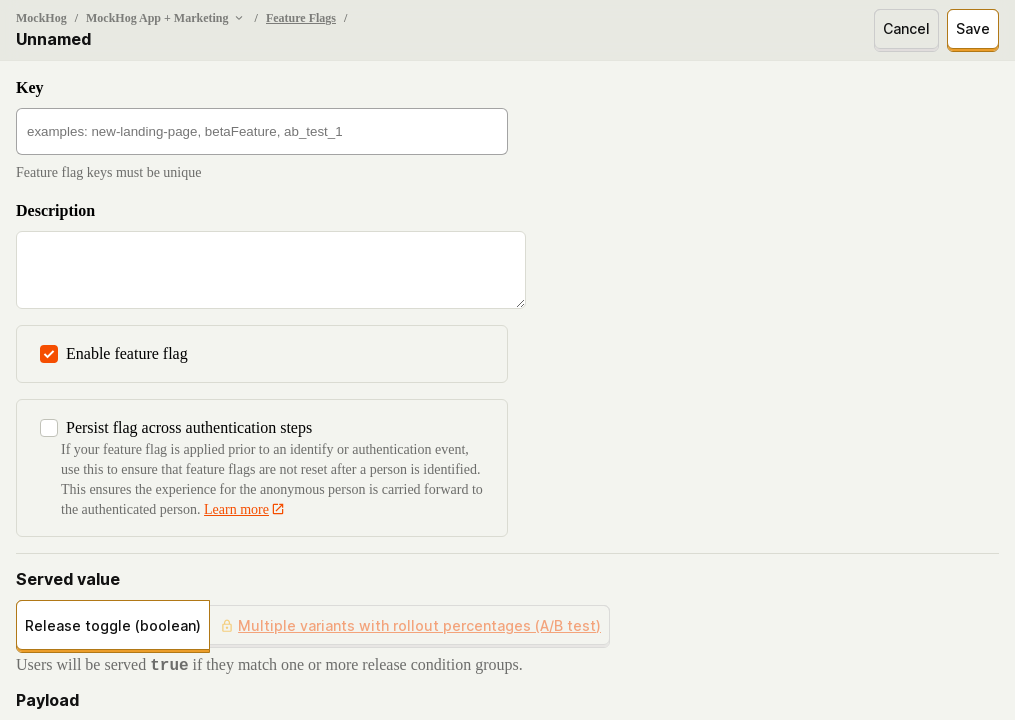 MockHog / MockHog App + Marketing / Feature Flags /
Unnamed
Cancel
Save
Key
examples: new-landing-page, betaFeature, ab_test_1
Feature flag keys must be unique
Description
Enable feature flag
Persist flag across authentication steps
If your feature flag is applied prior to an identify or authentication event,
use this to ensure that feature flags are not reset after a person is identified.
This ensures the experience for the anonymous person is carried forward to
the authenticated person. Learn more
Served value
Release toggle (boolean)
Multiple variants with rollout percentages (A/B test)
Users will be served true if they match one or more release condition groups.
Payload